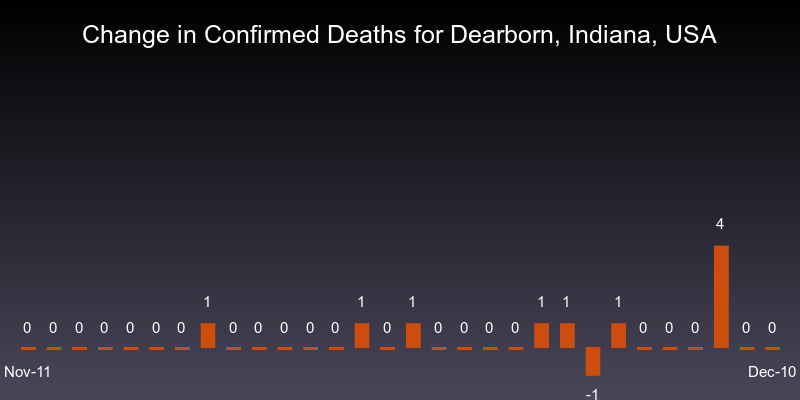 Change in Confirmed Deaths for Dearborn, Indiana, USA
4
1 1 1 1 1 1
0 0 0 0 0 0 0 0 0 0 0 0 0 0 0 0 0 0 0 0 0 0
Nov-11 Dec-10
-1